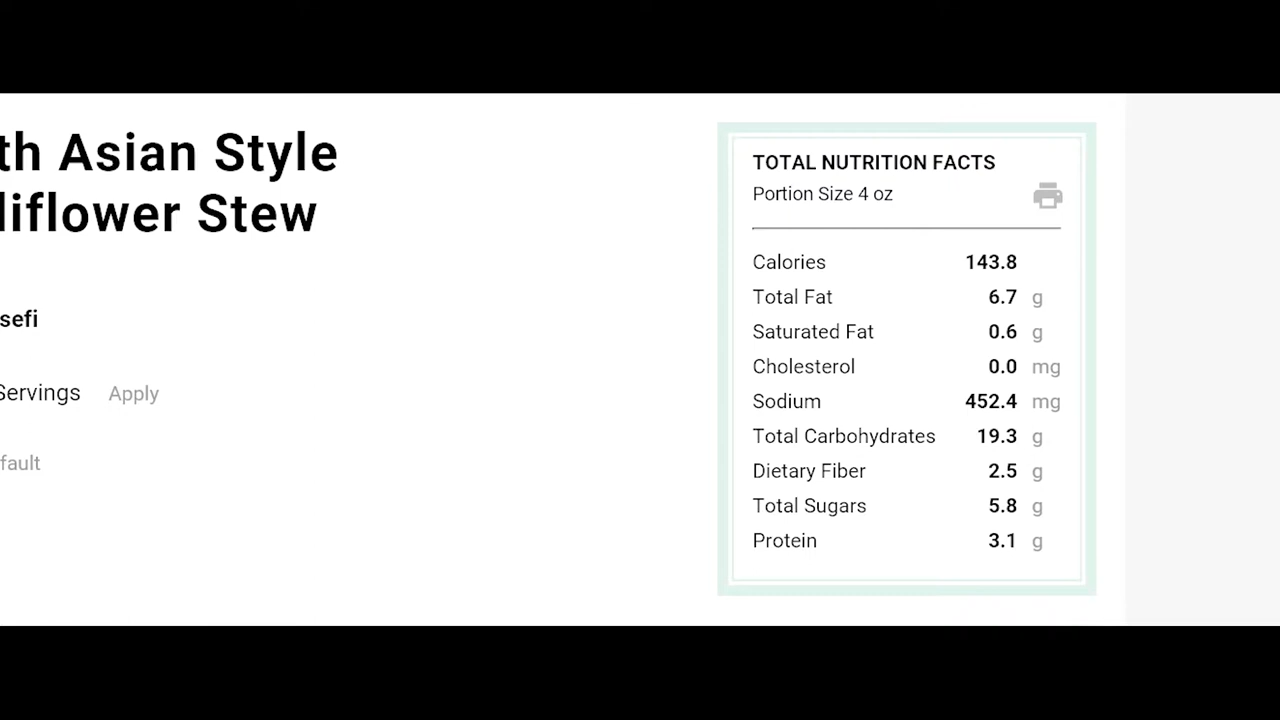 th Asian Style
liflower Stew
sefi
Servings Apply
fault
TOTAL NUTRITION FACTS
Portion Size 4 oz
Calories 143.8
Total Fat 6.7 g
Saturated Fat 0.6 g
Cholesterol 0.0 mg
Sodium 452.4 mg
Total Carbohydrates 19.3 g
Dietary Fiber 2.5 g
Total Sugars 5.8 g
Protein 3.1 g